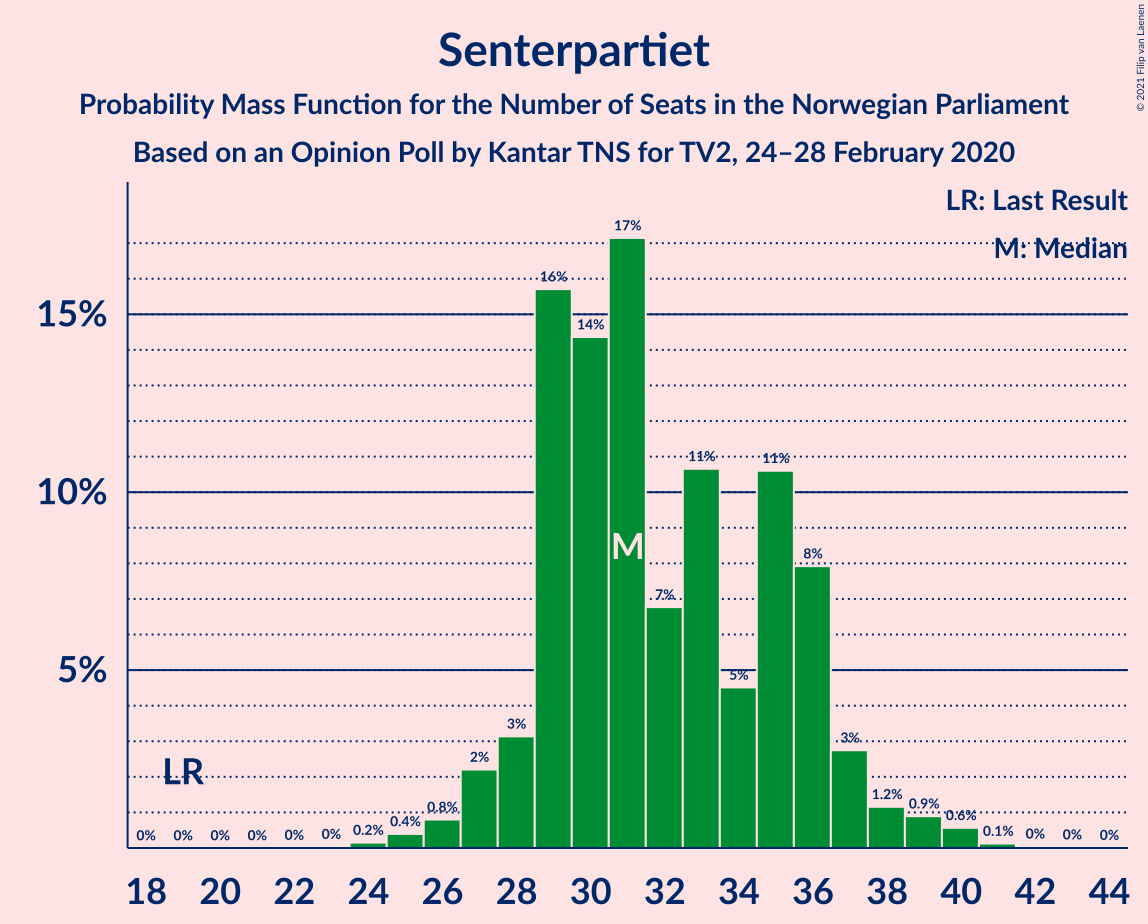 Senterpartiet
Probability Mass Function for the Number of Seats in the Norwegian Parliament
Based on an Opinion Poll by Kantar TNS for TV2, 24–28 February 2020
© 2021 Filip van Laenen
LR: Last Result
M: Median
15%
10%
5%
0% 0% 0% 0% 0% 0% 0.2% 0.4% 0.8% 2% 3% 16% 14% 17% 7% 11% 5% 11% 8% 3% 1.2% 0.9% 0.6% 0.1% 0% 0% 0%
LR
M
18 20 22 24 26 28 30 32 34 36 38 40 42 44